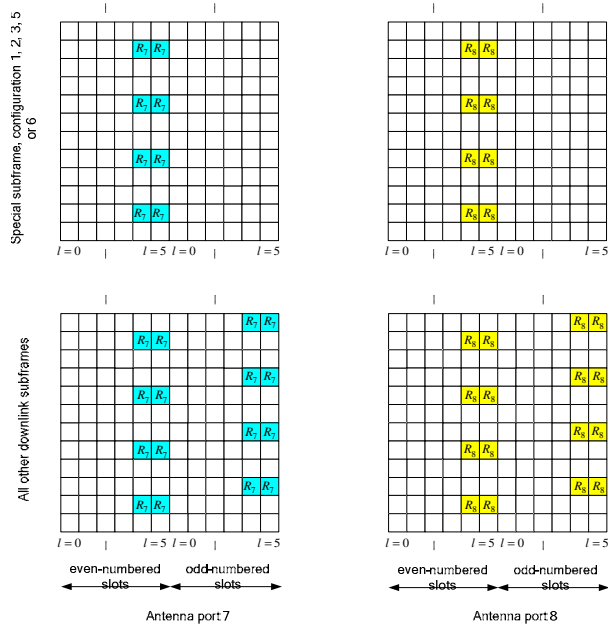 Special subframe, configuration 1, 2, 3, 5
or 6
R7 R7 R8 R8
R7 R7 R8 R8
R7 R7 R8 R8
R7 R7 R8 R8
l = 0 l = 5 l = 0 l = 5 l = 0 l = 5 l = 0 l = 5
All other downlink subframes
R7 R7 R8 R8
R7 R7 R8 R8
R7 R7 R8 R8
R7 R7 R8 R8
R7 R7 R8 R8
R7 R7 R8 R8
R7 R7 R8 R8
R7 R7 R8 R8
l = 0 l = 5 l = 0 l = 5 l = 0 l = 5 l = 0 l = 5
even-numbered odd-numbered even-numbered odd-numbered
slots slots slots slots
Antenna port 7 Antenna port 8